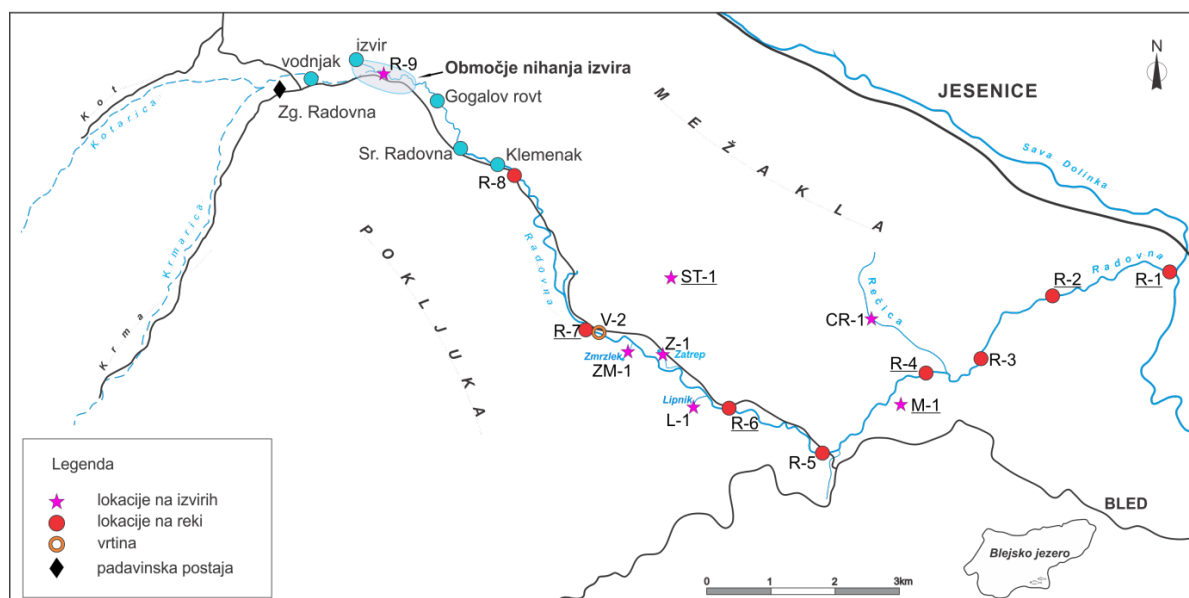 izvir
R-9
vodnjak
Območje nihanja izvira
N
Gogalov rovt
Zg. Radovna
JESENICE
Kot
Kotarica
MEŽAKLA
Sr. Radovna
Klemenak
R-8
Sava Dolinka
Krmarica
Krma
POKLJUKA
Radovna
ST-1
Rečica
Radovna
R-2
R-1
CR-1
V-2
R-7
Z-1
Zmrzlek
Zatrep
ZM-1
R-3
R-4
Lipnik
L-1
R-6
M-1
R-5
Legenda
lokacije na izvirih
lokacije na reki
vrtina
padavinska postaja
BLED
Blejsko jezero
0 1 2 3km